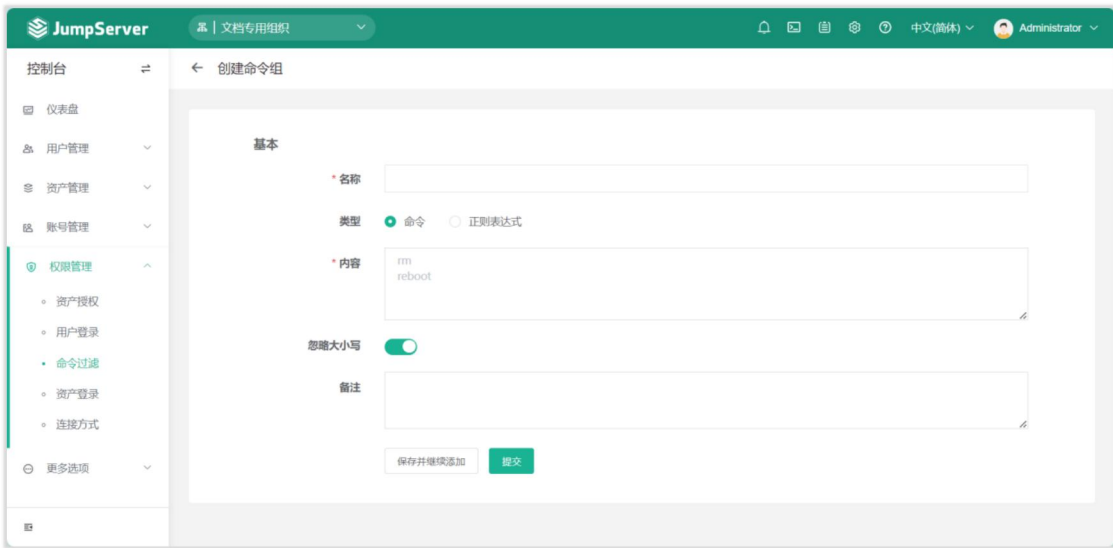 JumpServer
文档专用组织
中文(简体)
Administrator
控制台
创建命令组
仪表盘
用户管理
资产管理
账号管理
权限管理
资产授权
用户登录
命令过滤
资产登录
连接方式
更多选项
基本
* 名称
类型
命令
正则表达式
* 内容
rm
reboot
忽略大小写
备注
保存并继续添加
提交